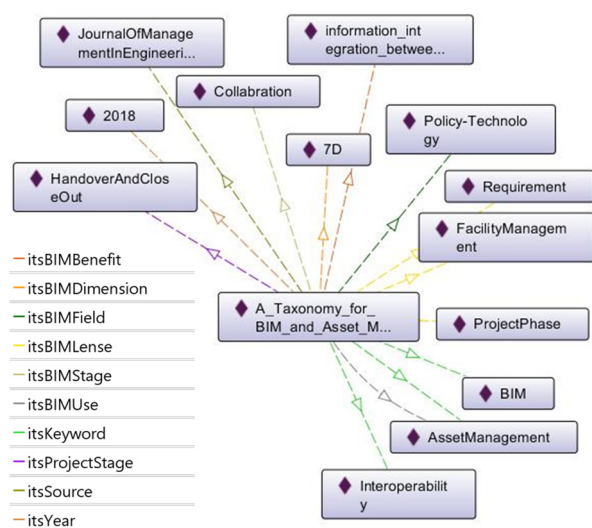 JournalOfManage
mentInEngineeri...
information_int
egration_betwee...
Collabration
2018
Policy-Technolo
gy
7D
HandoverAndClos
eOut
Requirement
FacilityManagem
ent
itsBIMBenefit
itsBIMDimension
itsBIMField
itsBIMLense
itsBIMStage
itsBIMUse
itsKeyword
itsProjectStage
itsSource
itsYear
A_Taxonomy_for_
BIM_and_Asset_M...
ProjectPhase
BIM
AssetManagement
Interoperabilit
y